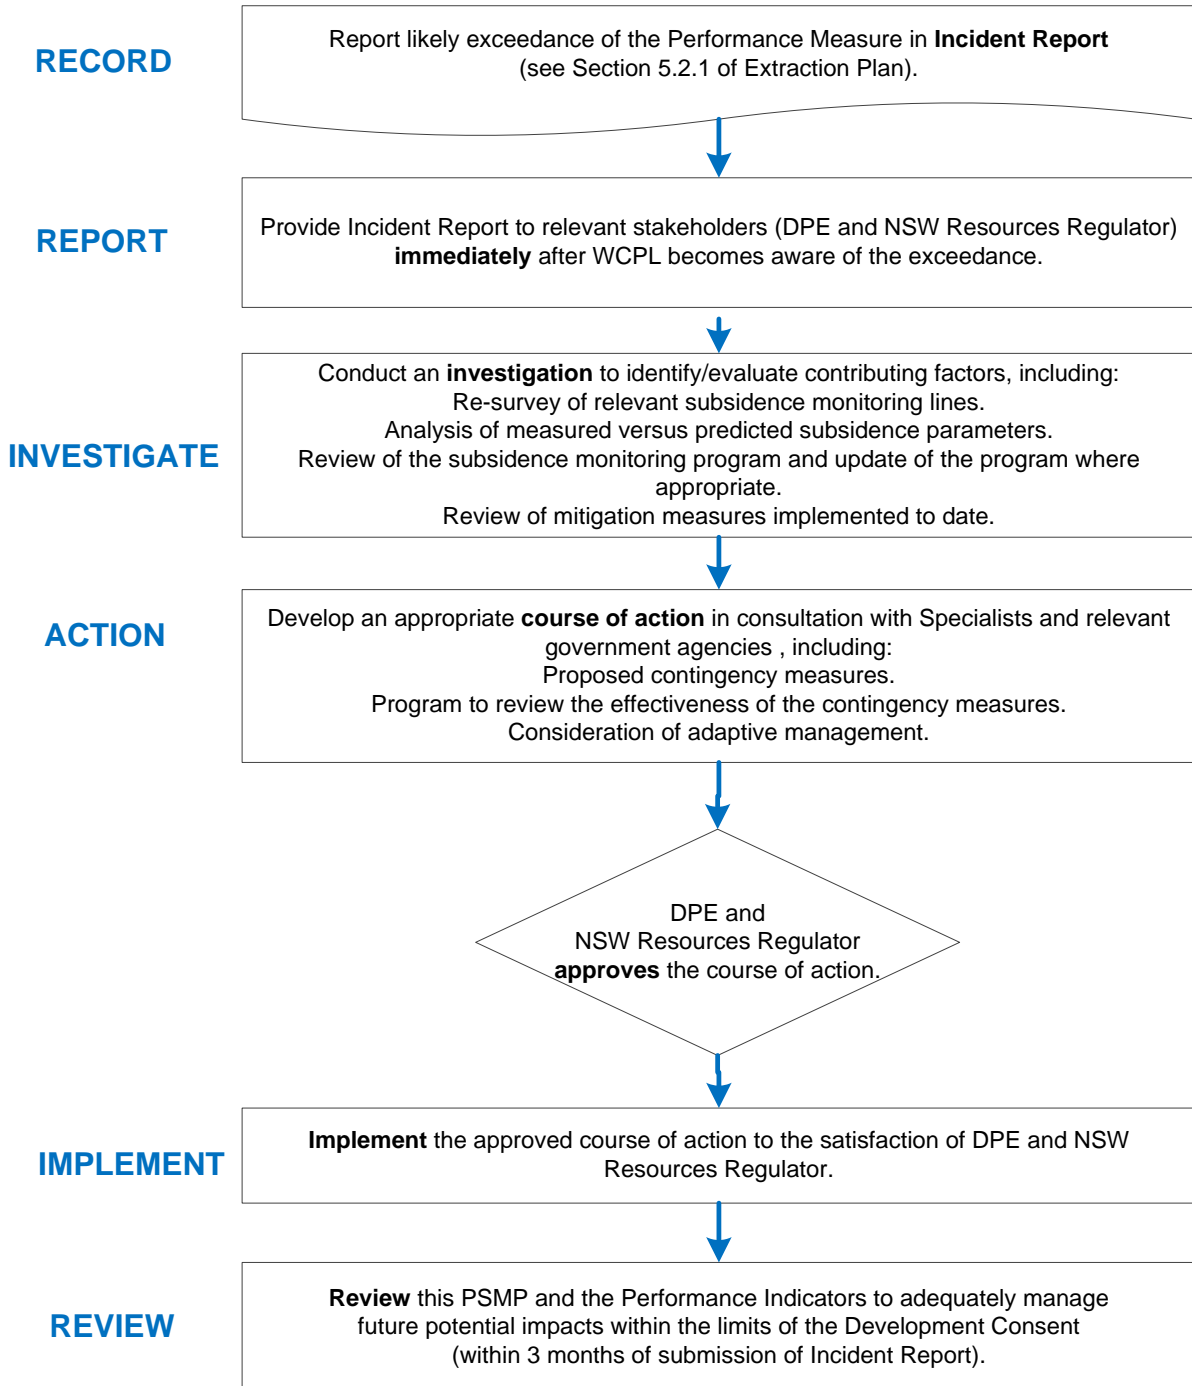 RECORD
Report likely exceedance of the Performance Measure in Incident Report
(see Section 5.2.1 of Extraction Plan).
REPORT
Provide Incident Report to relevant stakeholders (DPE and NSW Resources Regulator)
immediately after WCPL becomes aware of the exceedance.
INVESTIGATE
Conduct an investigation to identify/evaluate contributing factors, including:
Re-survey of relevant subsidence monitoring lines.
Analysis of measured versus predicted subsidence parameters.
Review of the subsidence monitoring program and update of the program where
appropriate.
Review of mitigation measures implemented to date.
ACTION
Develop an appropriate course of action in consultation with Specialists and relevant
government agencies , including:
Proposed contingency measures.
Program to review the effectiveness of the contingency measures.
Consideration of adaptive management.
DPE and
NSW Resources Regulator
approves the course of action.
IMPLEMENT
Implement the approved course of action to the satisfaction of DPE and NSW
Resources Regulator.
REVIEW
Review this PSMP and the Performance Indicators to adequately manage
future potential impacts within the limits of the Development Consent
(within 3 months of submission of Incident Report).